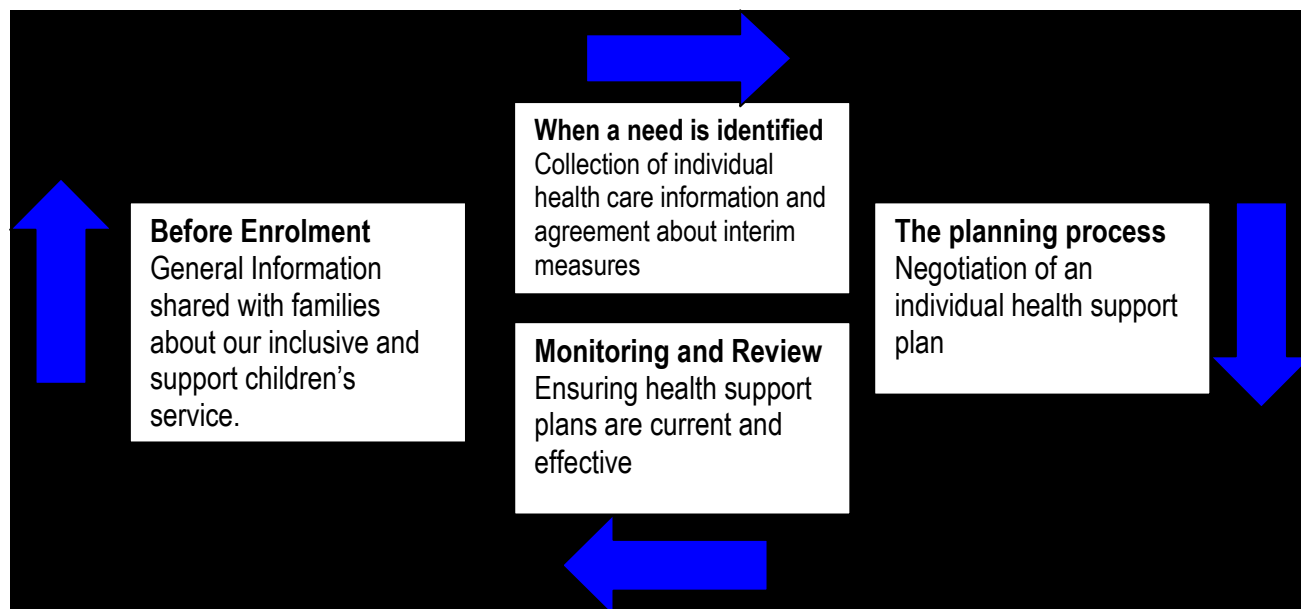 Before Enrolment
General Information
shared with families
about our inclusive and
support children’s
service.
When a need is identified
Collection of individual
health care information and
agreement about interim
measures
The planning process
Negotiation of an
individual health support
plan
Monitoring and Review
Ensuring health support
plans are current and
effective